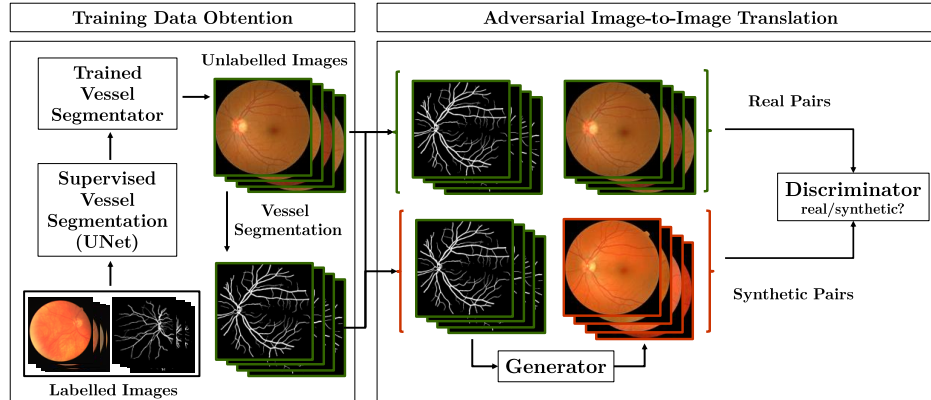 Training Data Obtention
Adversarial Image-to-Image Translation
Unlabelled Images
Trained
Vessel
Segmentator
Supervised
Vessel
Segmentation
(UNet)
Vessel
Segmentation
Labelled Images
Real Pairs
Discriminator
real/synthetic?
Synthetic Pairs
Generator